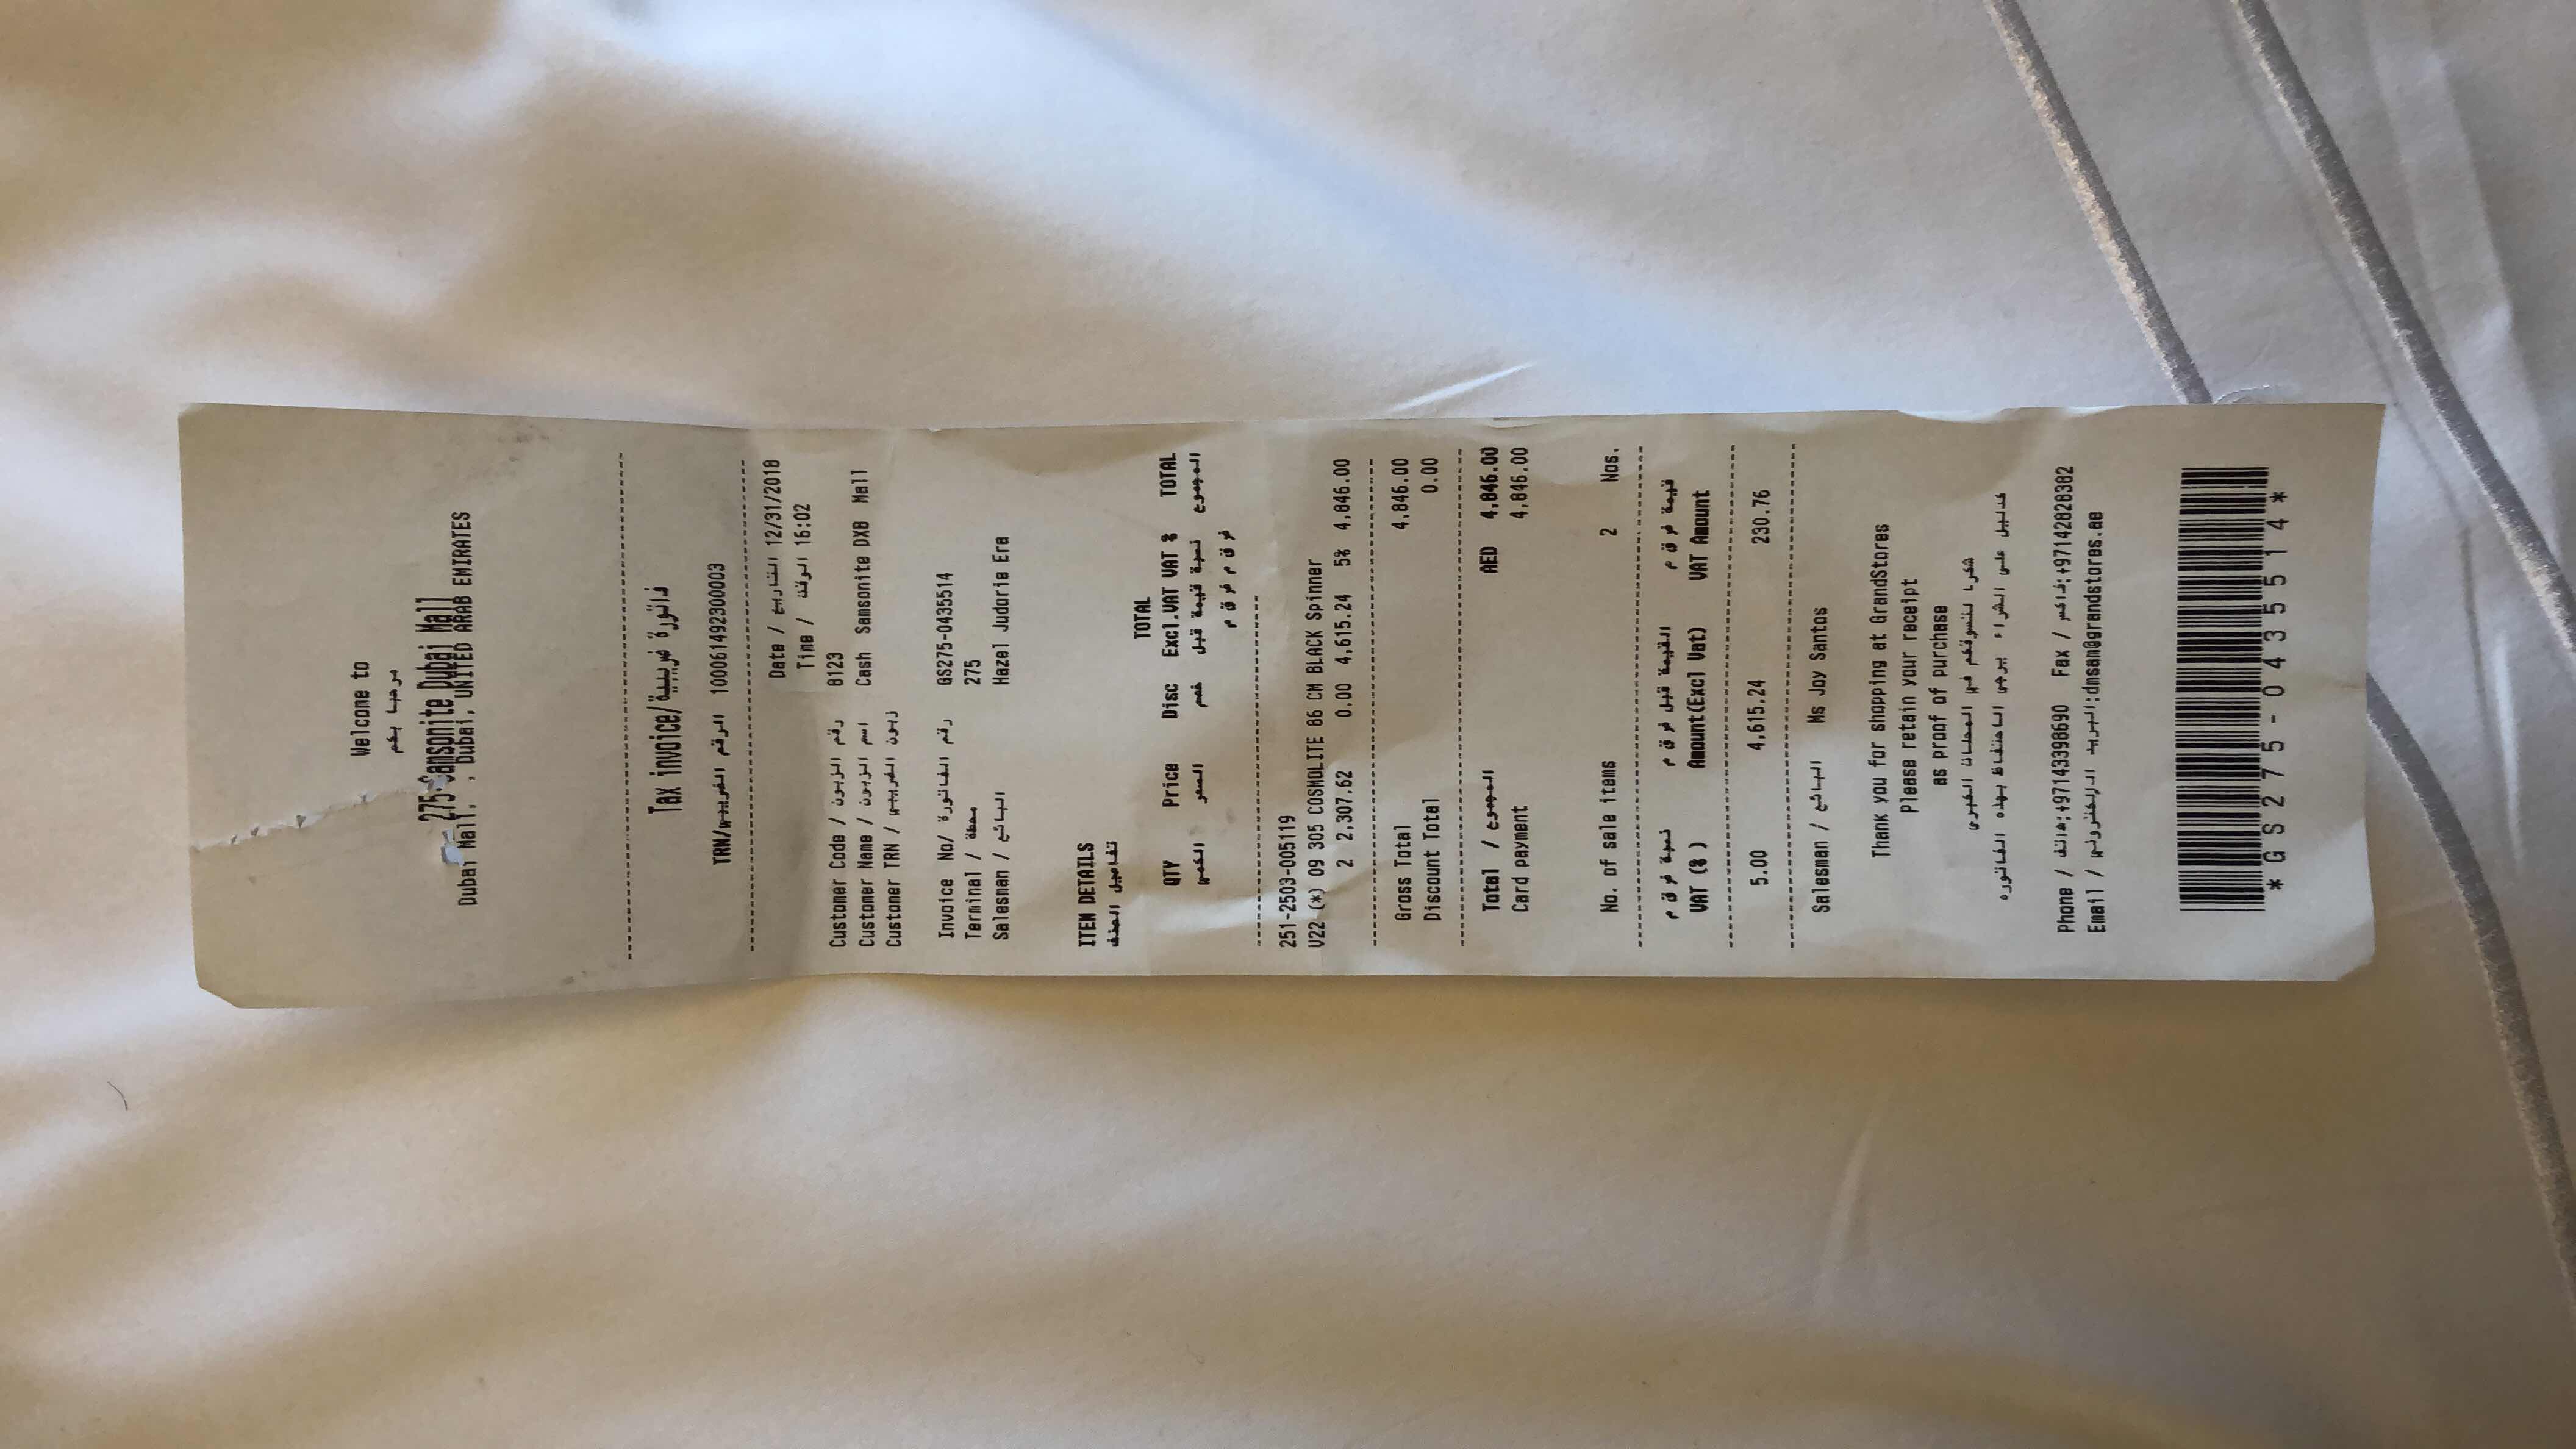 Welcome to
مرحبا بكم
275-Samsonite Dubai Mall
Dubai Mall, , Dubai, UNITED ARAB EMIRATES
Tax invoice/فاتورة ضريبية
TRN/الرقم الضريبي 100061492300003
Date / التاريخ 12/31/2018
Time / الوقت 16:02
Customer Code / رقم الزبون 8123
Customer Name / اسم الزبون Cash Samsonite DXB Mall
Customer TRN / زبون الضريبي
Invoice No/ رقم الفاتورة GS275-0435514
Terminal / محطة 275
Salesman / البائع Hazel Judorie Era
ITEM DETAILS
تفاصيل الصنف
TOTAL
QTY Price Disc Excl.VAT VAT % TOTAL
الكمي السعر خصم قيمة قبل نسبة المجموع
فرق م فرق م
251-2503-005119
V22 (*) 09 305 COSMOLITE 86 CM BLACK Spinner
2 2,307.62 0.00 4,615.24 5% 4,846.00
Gross Total 4,846.00
Discount Total 0.00
Total / المجموع AED 4,846.00
Card payment 4,846.00
No. of sale items 2 Nos.
نسبة فرق م القيمة قبل فرق م قيمة فرق م
VAT (% ) Amount(Excl Vat) VAT Amount
5.00 4,615.24 230.76
Salesman / البائع Ms Joy Santos
Thank you for shopping at GrandStores
Please retain your receipt
as proof of purchase
شكرا لتسوقكم في المحلات الكبرى
كدليل على الشراء يرجى الاحتفاظ بهذه الفاتوره
Phone / هاتف:+97143398690 Fax / فاكس:+97142828382
Email / البريد الإلكتروني:dmsam@grandstores.ae
*GS275-0435514*